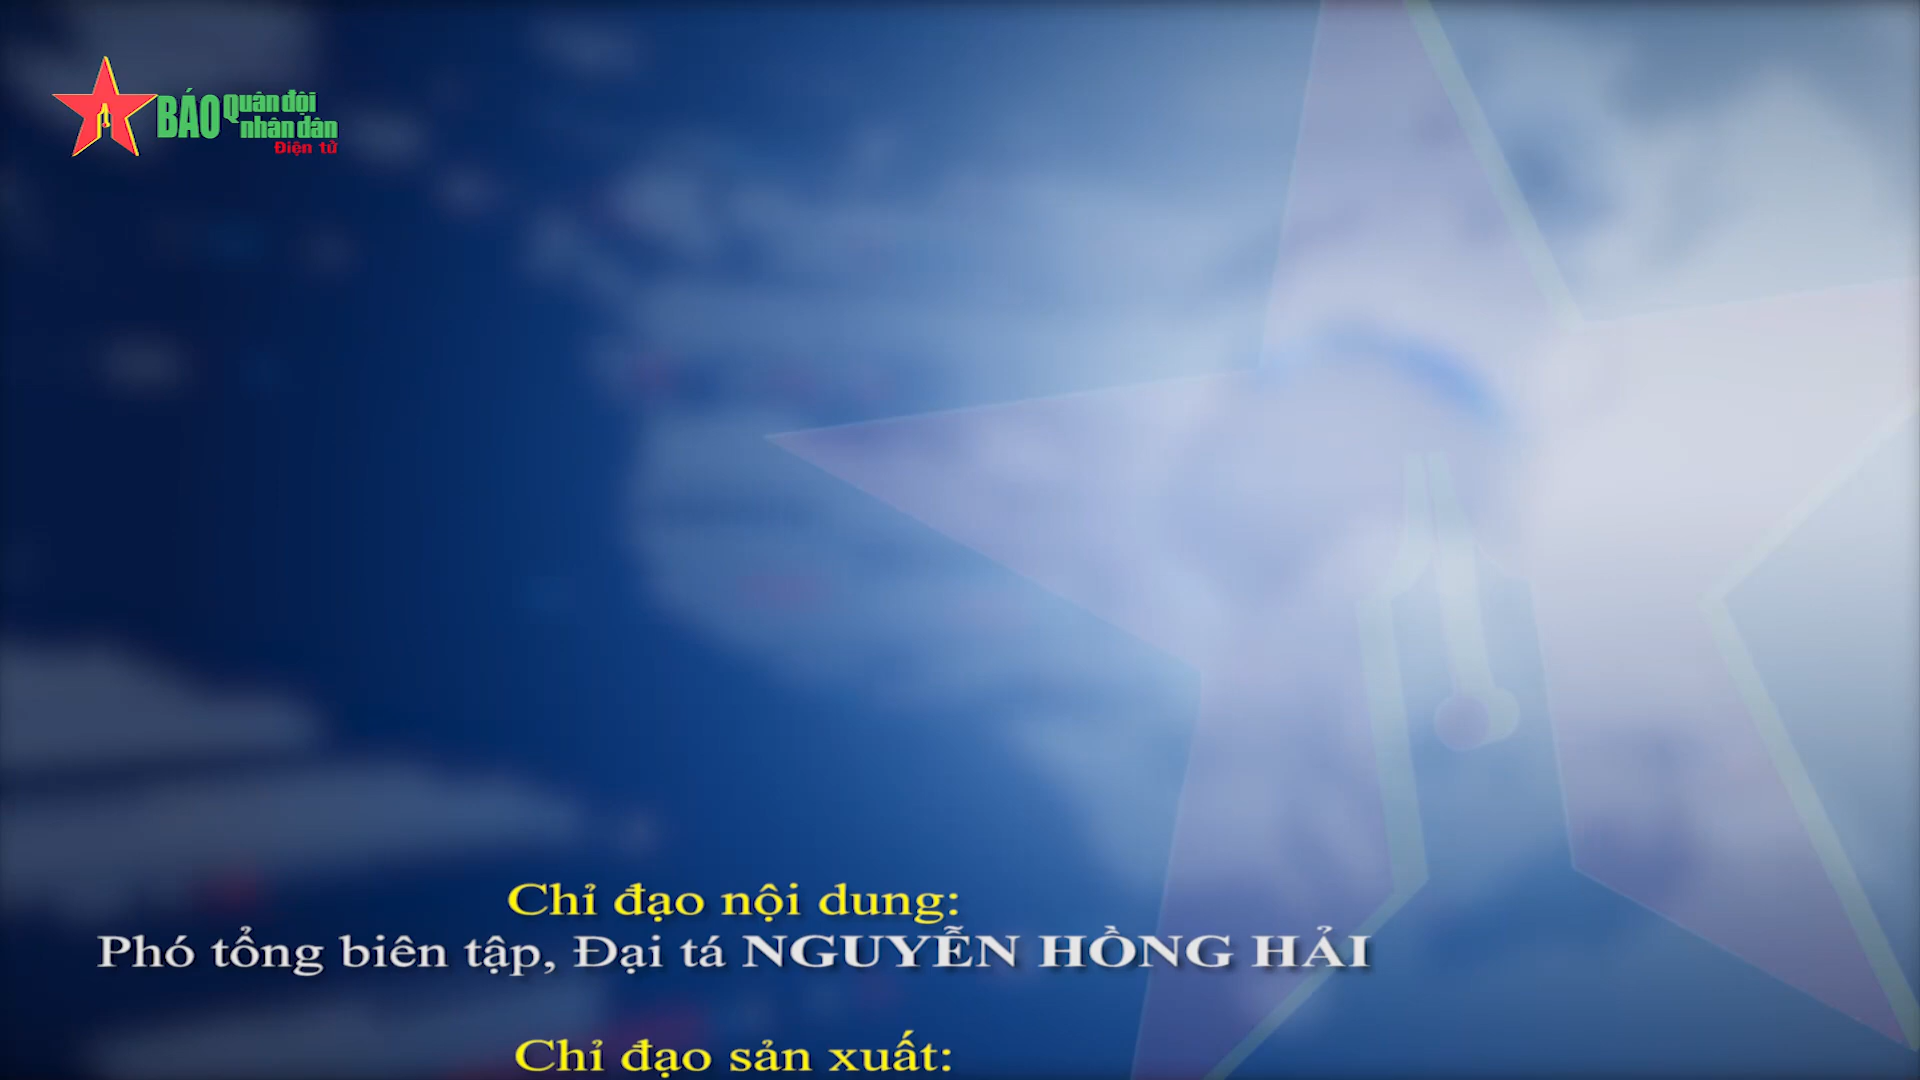 BÁO Quân đội
nhân dân
Điện tử
Chỉ đạo nội dung:
Phó tổng biên tập, Đại tá NGUYỄN HỒNG HẢI
Chỉ đạo sản xuất: